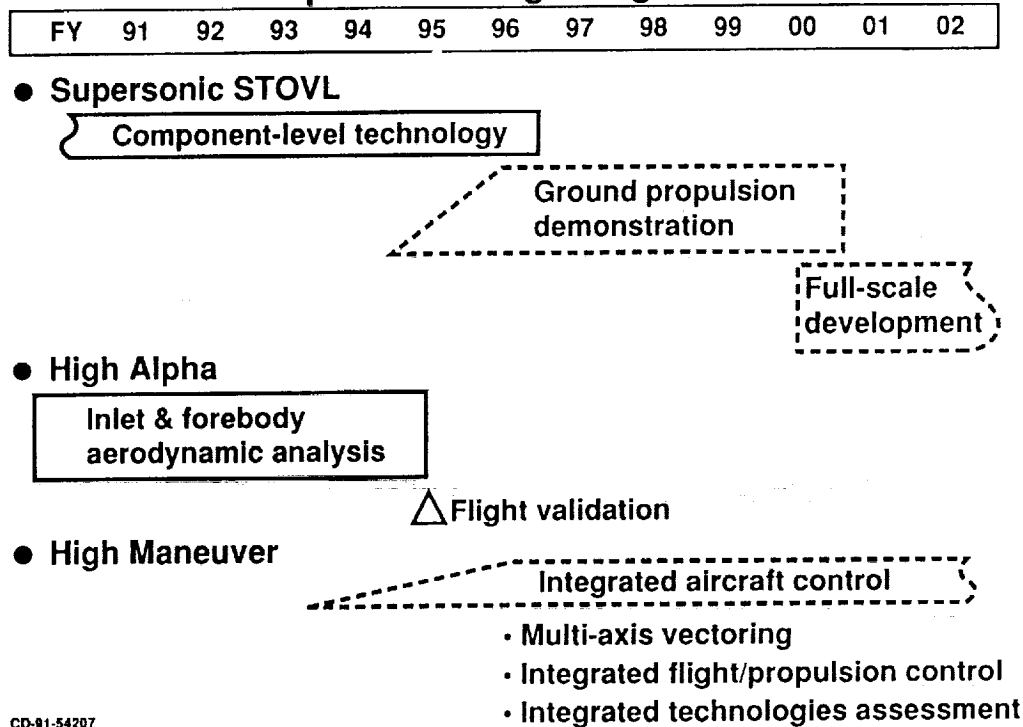 FY 91 92 93 94 95 96 97 98 99 00 01 02
● Supersonic STOVL
Component-level technology
Ground propulsion
demonstration
Full-scale
development
● High Alpha
Inlet & forebody
aerodynamic analysis
Flight validation
● High Maneuver
Integrated aircraft control
• Multi-axis vectoring
• Integrated flight/propulsion control
• Integrated technologies assessment
CD-91-54207